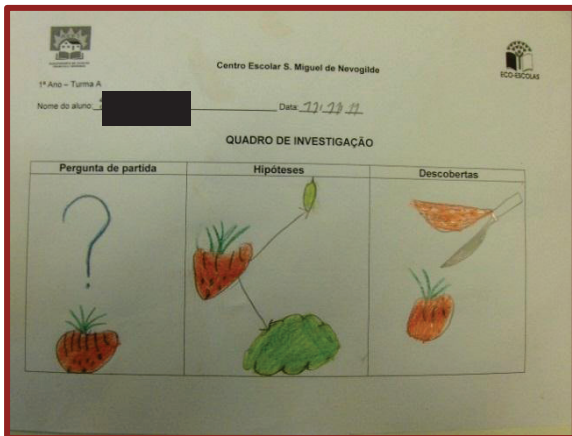 Centro Escolar S. Miguel de Nevogilde
ECO-ESCOLAS
1º Ano – Turma A
Nome do aluno: Data:
QUADRO DE INVESTIGAÇÃO
Pergunta de partida Hipóteses Descobertas
?